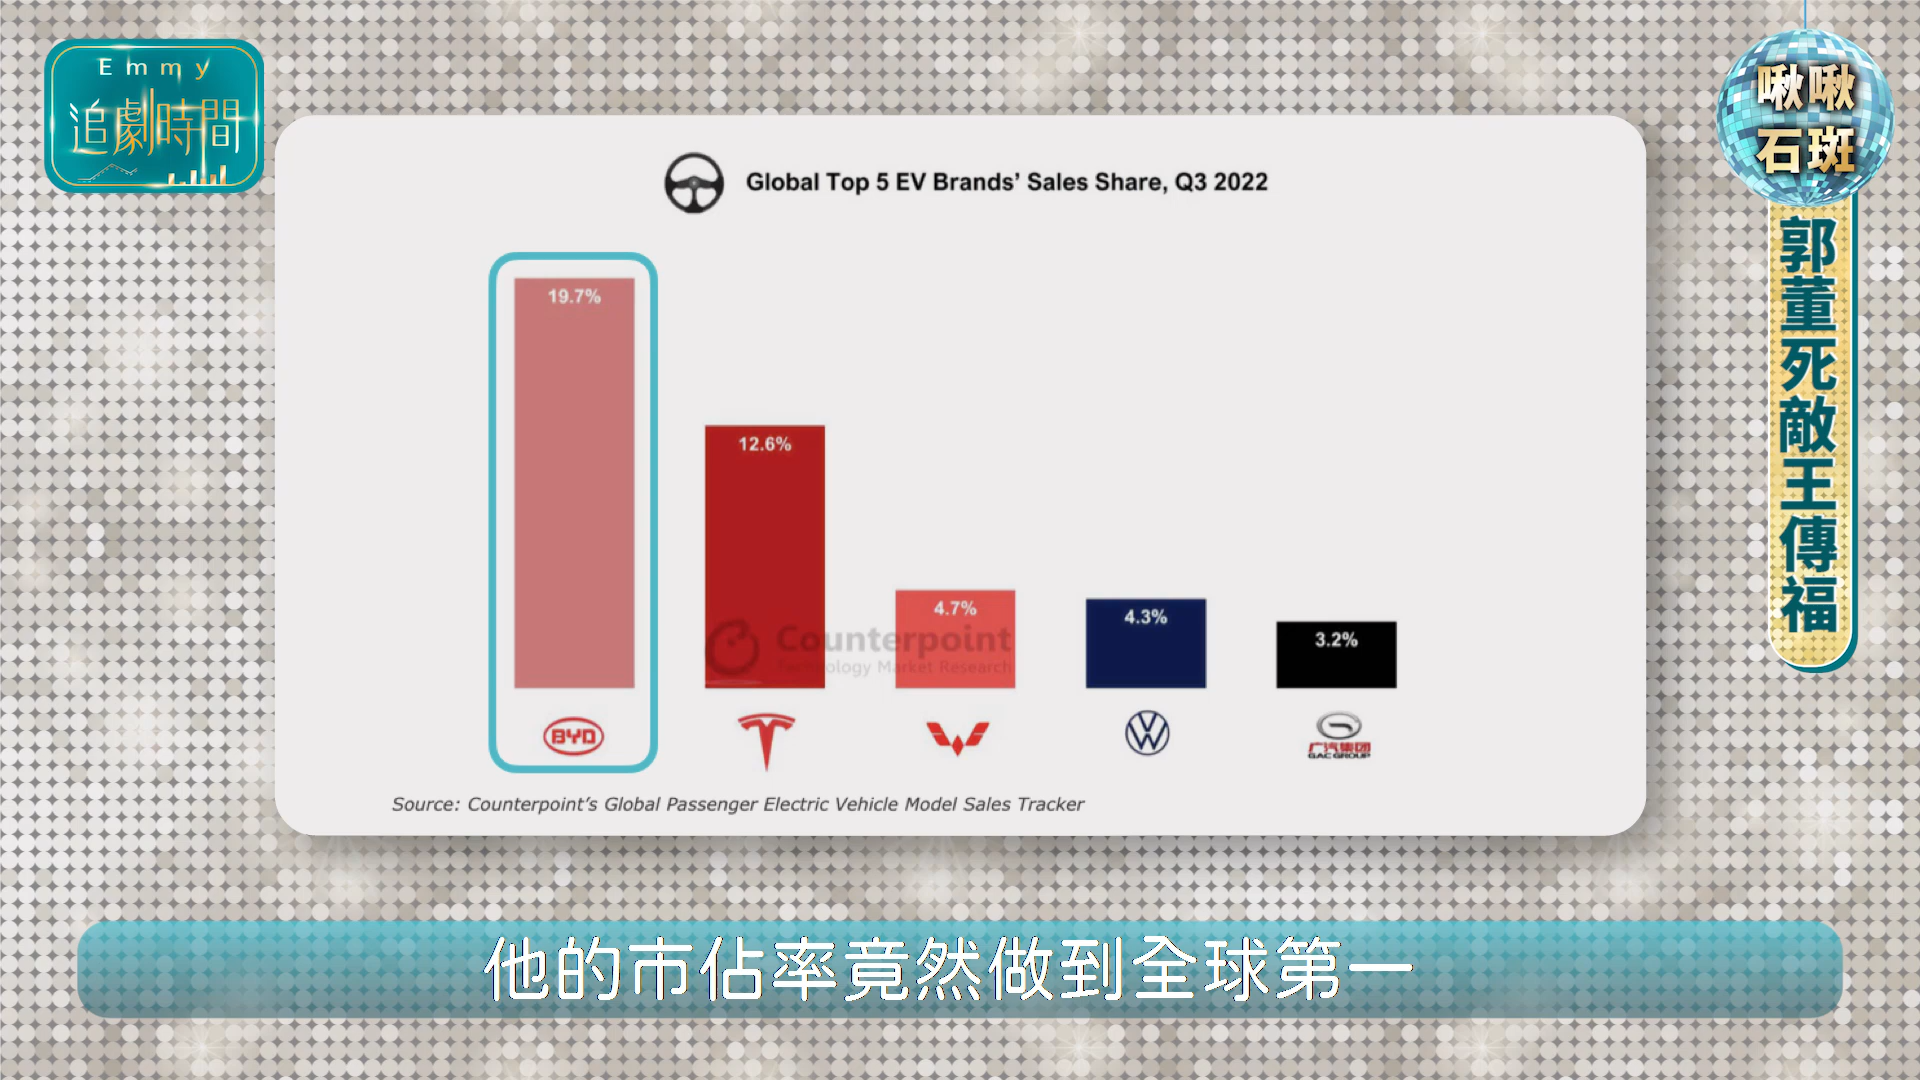 Emmy
追劇時間
啾啾
石斑
郭董死敵王傳福
Global Top 5 EV Brands’ Sales Share, Q3 2022
19.7%
12.6%
4.7%
4.3%
3.2%
Counterpoint
Technology Market Research
BYD
广汽集团
GAC GROUP
Source: Counterpoint’s Global Passenger Electric Vehicle Model Sales Tracker
他的市佔率竟然做到全球第一